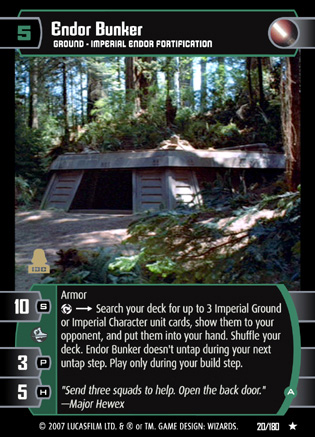 5
Endor Bunker
GROUND - IMPERIAL ENDOR FORTIFICATION
100
10 S
3 P
5 H
Armor
→ Search your deck for up to 3 Imperial Ground
or Imperial Character unit cards, show them to your
opponent, and put them into your hand. Shuffle your
deck. Endor Bunker doesn't untap during your next
untap step. Play only during your build step.
"Send three squads to help. Open the back door."
—Major Hewex
A
© 2007 LUCASFILM LTD. & ® or TM. GAME DESIGN: WIZARDS. 20/180 ★